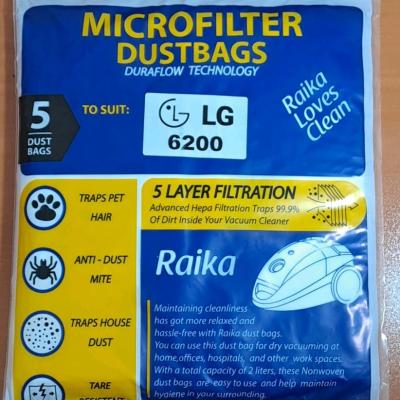 MICROFILTER
DUSTBAGS
DURAFLOW TECHNOLOGY
5
DUST
BAGS
TO SUIT:
LG
6200
Raika
Loves
Clean
TRAPS PET
HAIR
5 LAYER FILTRATION
Advanced Hepa Filtration Traps 99.9%
Of Dirt Inside Your Vacuum Cleaner
ANTI - DUST
MITE
TRAPS HOUSE
DUST
TARE
RESISTENT
Raika
Maintaining cleanliness
has got more relaxed and
hassle-free with Raika dust bags.
You can use this dust bag for dry vacuuming at
home,offices, hospitals, and other work spaces.
With a total capacity of 2 liters, these Nonwoven
dust bags are easy to use and help maintain
hygiene in your surrounding.